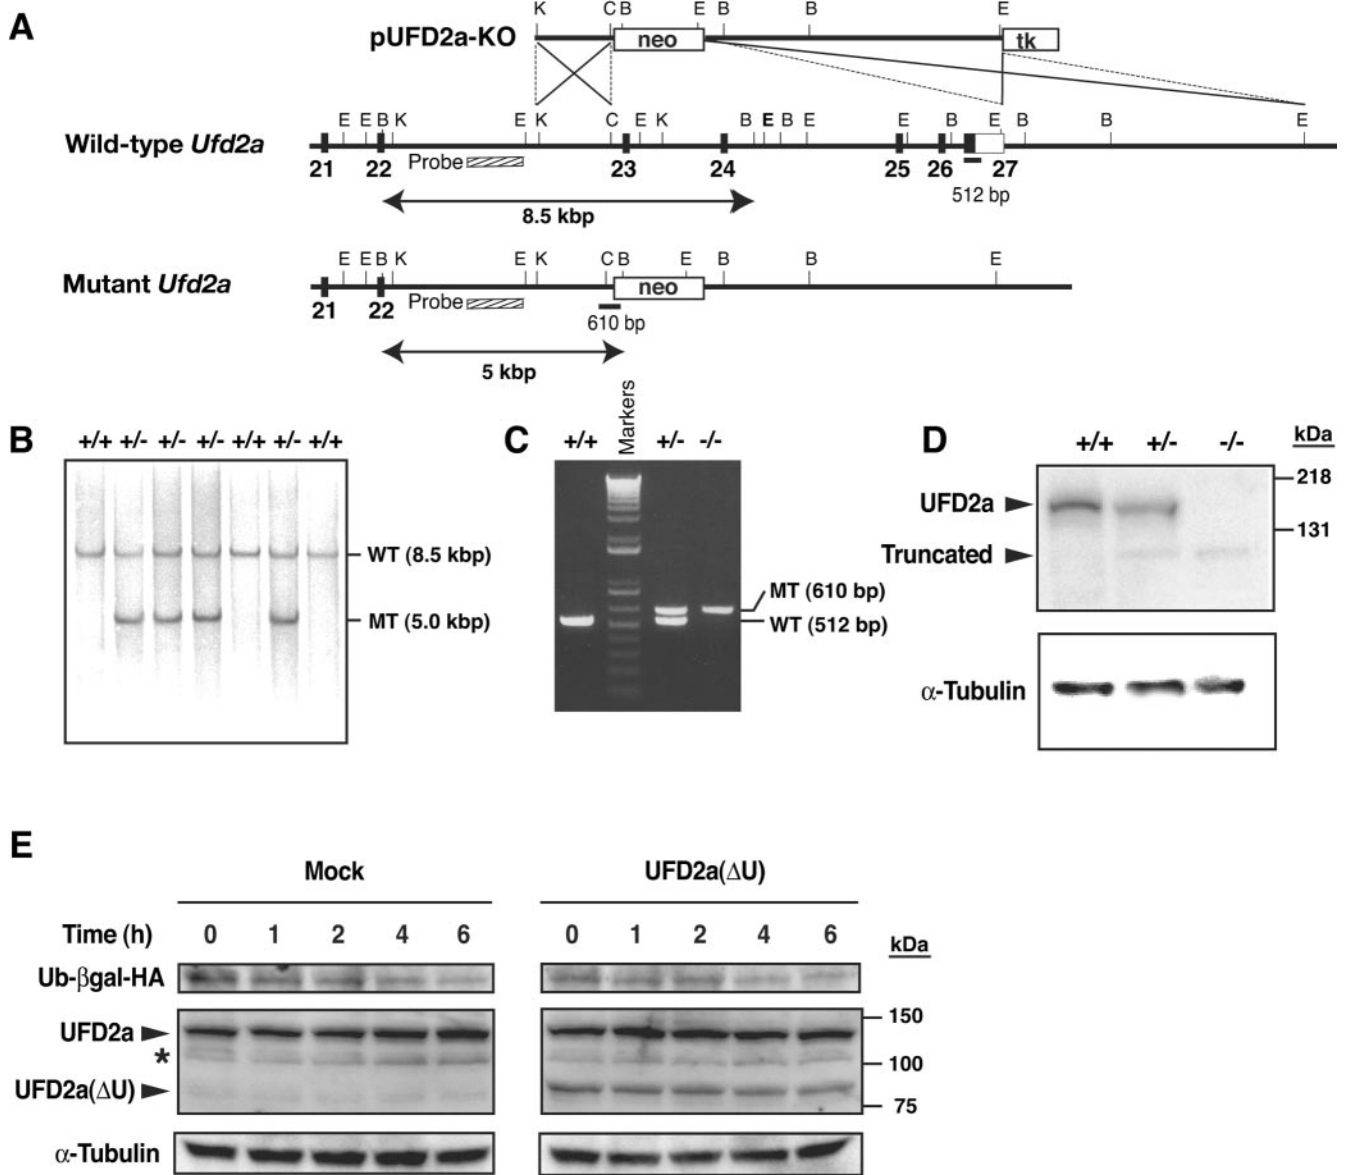 A
K C B E B B E
pUFD2a-KO neo tk
E E B K E K C E K B E B E E B E B B E
Wild-type Ufd2a
Probe
21 22 23 24 25 26 27
512 bp
8.5 kbp
E E B K E K C B E B B E
Mutant Ufd2a neo
Probe
21 22
610 bp
5 kbp
B
+/+ +/- +/- +/- +/+ +/- +/+
WT (8.5 kbp)
MT (5.0 kbp)
C
+/+ Markers +/- -/-
MT (610 bp)
WT (512 bp)
D
+/+ +/- -/- kDa
218
UFD2a
131
Truncated
α-Tubulin
E
Mock UFD2a(ΔU)
Time (h) 0 1 2 4 6 0 1 2 4 6 kDa
Ub-βgal-HA
UFD2a 150
* 100
UFD2a(ΔU) 75
α-Tubulin